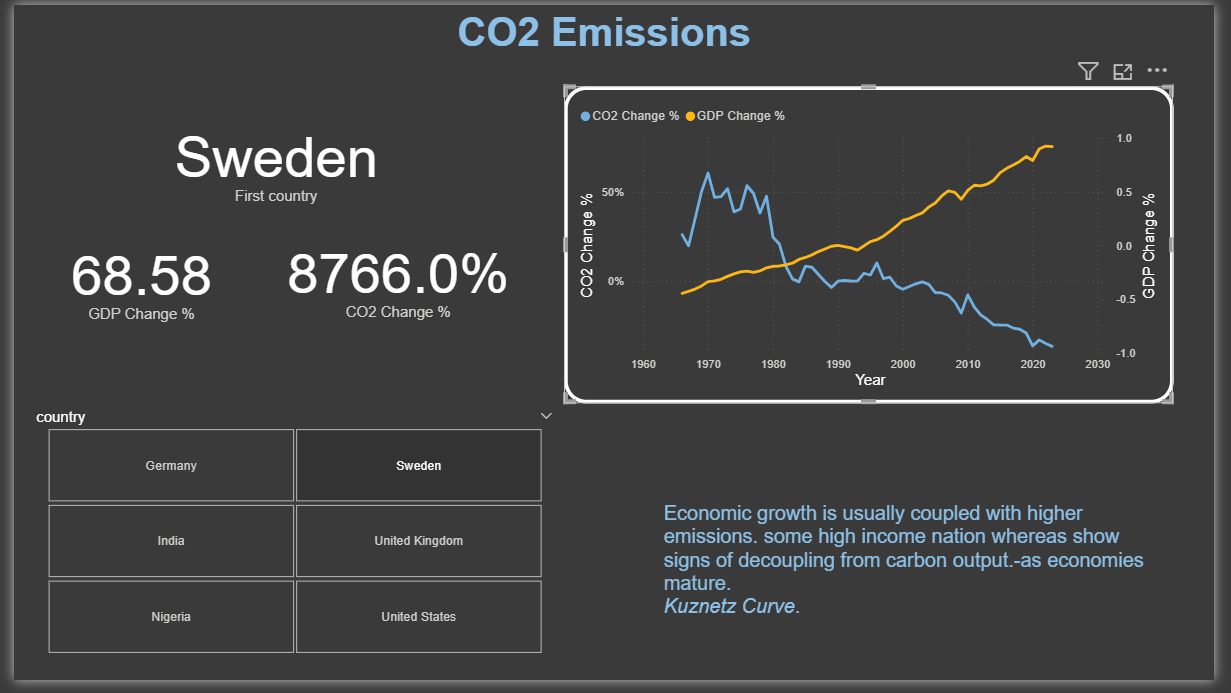 CO2 Emissions
Sweden
First country
68.58
GDP Change %
8766.0%
CO2 Change %
CO2 Change % GDP Change %
CO2 Change %
50%
0%
1.0
0.5
0.0
-0.5
-1.0
GDP Change %
1960 1970 1980 1990 2000 2010 2020 2030
Year
country
Germany
Sweden
India
United Kingdom
Nigeria
United States
Economic growth is usually coupled with higher
emissions. some high income nation whereas show
signs of decoupling from carbon output.-as economies
mature.
Kuznetz Curve.